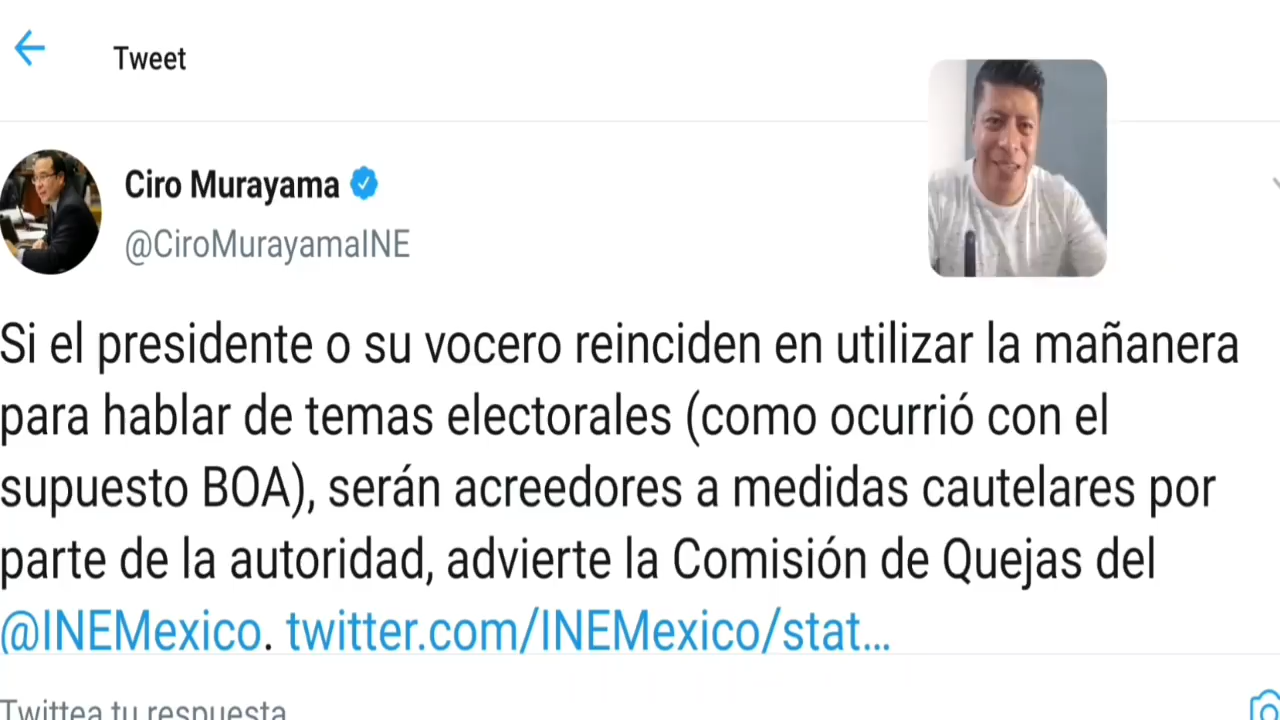 Tweet
Ciro Murayama
@CiroMurayamaINE
Si el presidente o su vocero reinciden en utilizar la mañanera
para hablar de temas electorales (como ocurrió con el
supuesto BOA), serán acreedores a medidas cautelares por
parte de la autoridad, advierte la Comisión de Quejas del
@INEMexico. twitter.com/INEMexico/stat...
Twittea tu respuesta